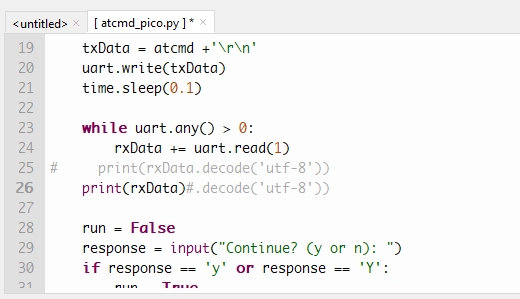 <untitled> × [ atcmd_pico.py ] * ×
19 txData = atcmd +'\r\n'
20 uart.write(txData)
21 time.sleep(0.1)
22
23 while uart.any() > 0:
24 rxData += uart.read(1)
25 # print(rxData.decode('utf-8'))
26 print(rxData)#.decode('utf-8'))
27
28 run = False
29 response = input("Continue? (y or n): ")
30 if response == 'y' or response == 'Y':
31 run = True